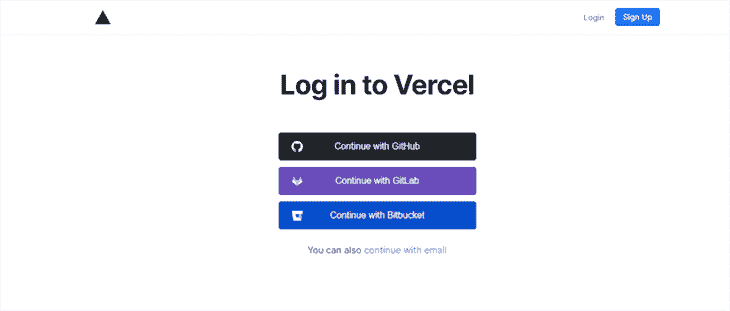 Login
Sign Up
Log in to Vercel
Continue with GitHub
Continue with GitLab
Continue with Bitbucket
You can also continue with email